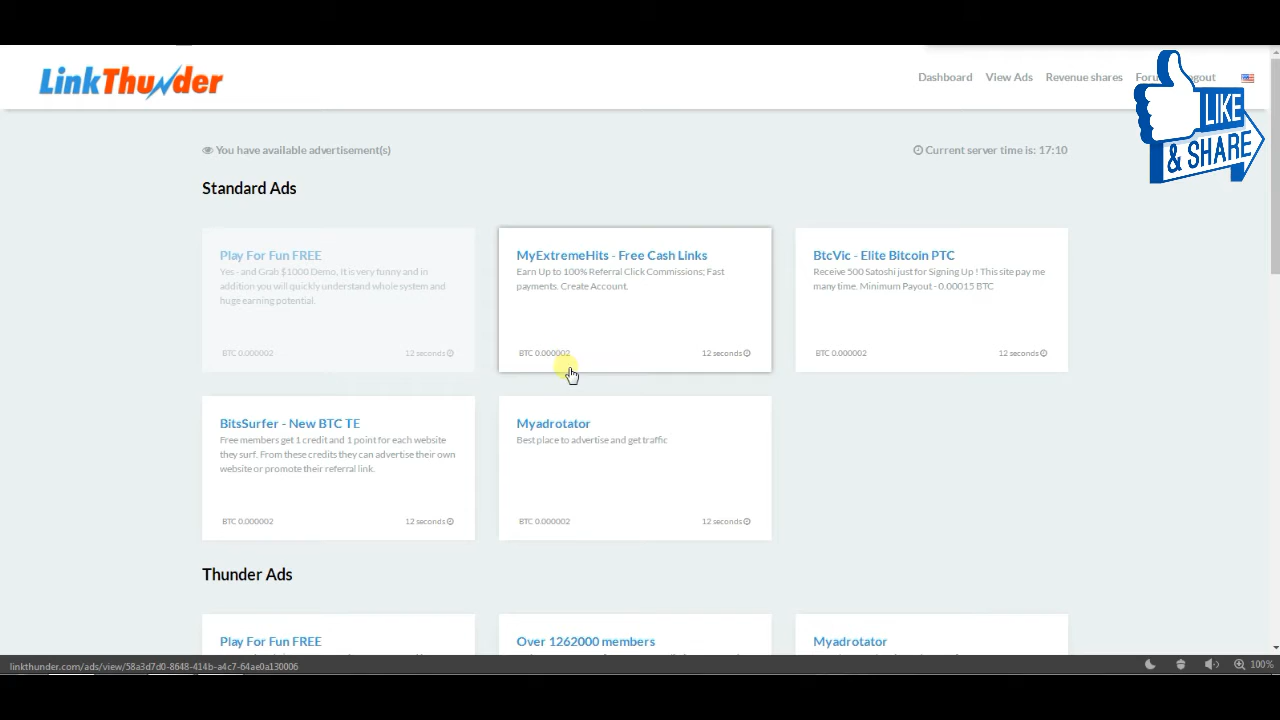 LinkThunder
Dashboard View Ads Revenue shares
LIKE
& SHARE
You have available advertisement(s)
Current server time is: 17:10
Standard Ads
Play For Fun FREE
Yes - and Grab $1000 Demo, It is very funny and in
addition you will quickly understand whole system and
huge earning potential.
BTC 0.000002 12 seconds
MyExtremeHits - Free Cash Links
Earn Up to 100% Referral Click Commissions; Fast
payments. Create Account.
BTC 0.000002 12 seconds
BtcVic - Elite Bitcoin PTC
Receive 500 Satoshi just for Signing Up ! This site pay me
many time. Minimum Payout - 0.00015 BTC
BTC 0.000002 12 seconds
BitsSurfer - New BTC TE
Free members get 1 credit and 1 point for each website
they surf. From these credits they can advertise their own
website or promote their referral link.
BTC 0.000002 12 seconds
Myadrotator
Best place to advertise and get traffic
BTC 0.000002 12 seconds
Thunder Ads
Play For Fun FREE
Over 1262000 members
Myadrotator
linkthunder.com/ads/view/58a3d7d0-8648-414b-a4c7-64ae0a130006
100%